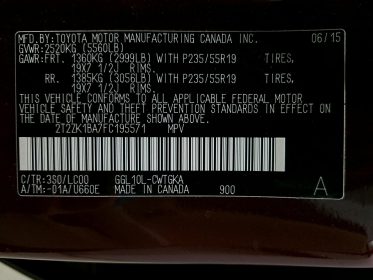 MFD.BY:TOYOTA MOTOR MANUFACTURING CANADA INC. 06/15
GVWR:2520KG (5560LB)
GAWR:FRT. 1360KG (2999LB) WITH P235/55R19 TIRES,
19X7 1/2J RIMS.
RR. 1385KG (3056LB) WITH P235/55R19 TIRES,
19X7 1/2J RIMS.
THIS VEHICLE CONFORMS TO ALL APPLICABLE FEDERAL MOTOR
VEHICLE SAFETY AND THEFT PREVENTION STANDARDS IN EFFECT ON
THE DATE OF MANUFACTURE SHOWN ABOVE.
2T2ZK1BA7FC195571 MPV
C/TR:3S0/LC00 GGL10L-CWTGKA
A/TM:-01A/U660E MADE IN CANADA 900 A